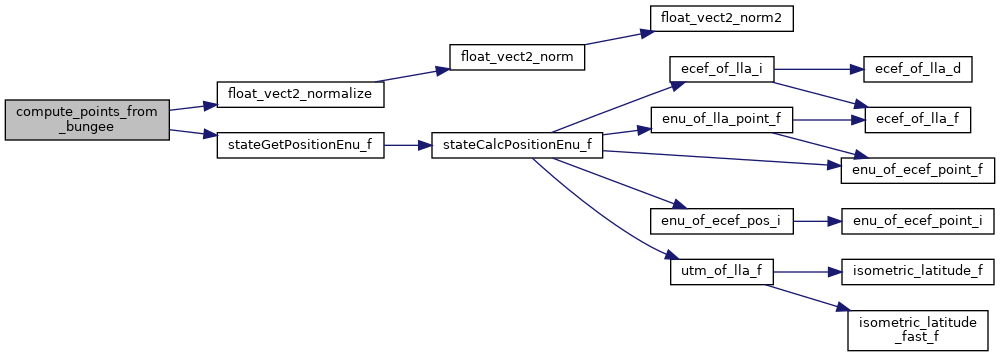 float_vect2_norm2
float_vect2_norm
ecef_of_lla_i
ecef_of_lla_d
float_vect2_normalize
compute_points_from
_bungee
enu_of_lla_point_f
ecef_of_lla_f
stateGetPositionEnu_f
stateCalcPositionEnu_f
enu_of_ecef_point_f
enu_of_ecef_pos_i
enu_of_ecef_point_i
utm_of_lla_f
isometric_latitude_f
isometric_latitude
_fast_f